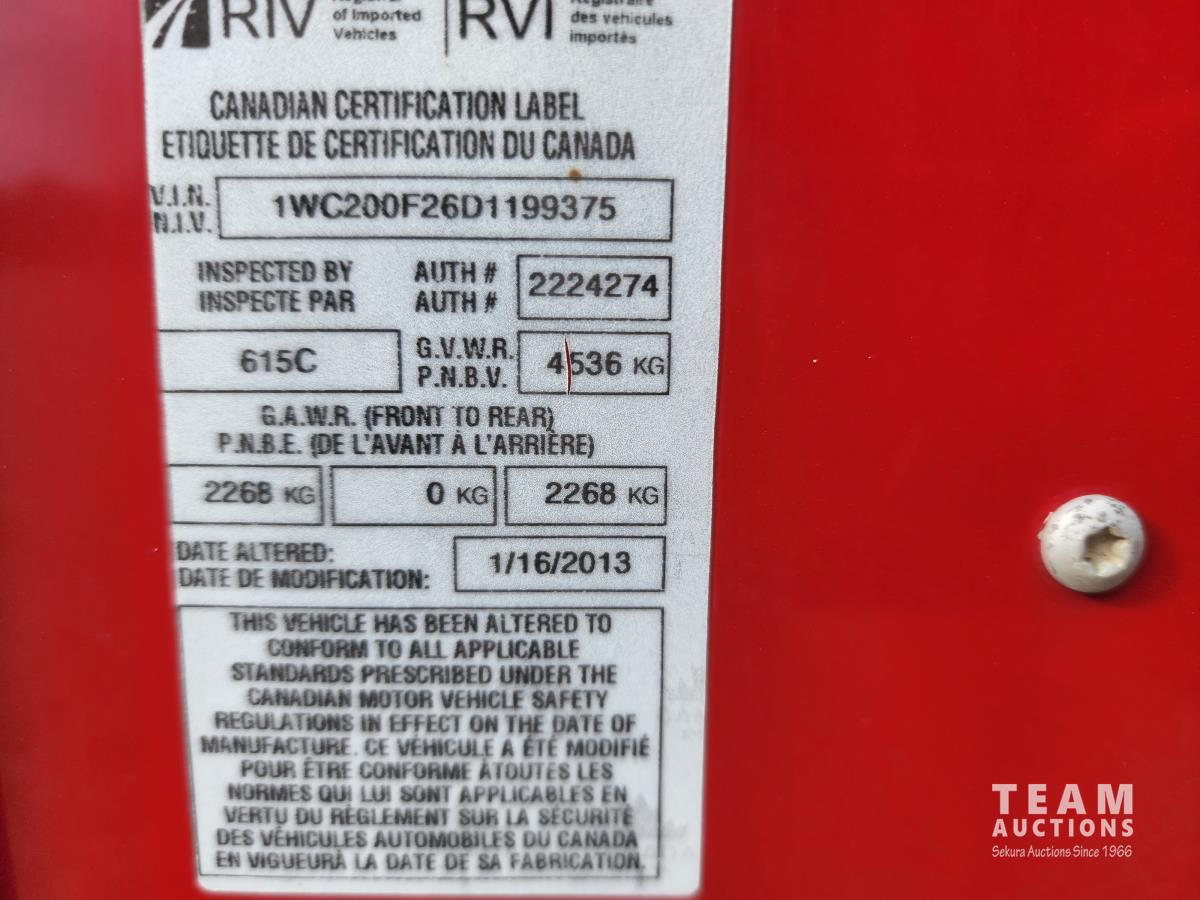 RIV
Registrar
of Imported
Vehicles
RVI
Registraire
des véhicules
importés
CANADIAN CERTIFICATION LABEL
ETIQUETTE DE CERTIFICATION DU CANADA
V.I.N.
N.I.V.
1WC200F26D1199375
INSPECTED BY
INSPECTE PAR
AUTH #
AUTH #
2224274
615C
G.V.W.R.
P.N.B.V.
4536 KG
G.A.W.R. (FRONT TO REAR)
P.N.B.E. (DE L'AVANT À L'ARRIÈRE)
2268 KG
0 KG
2268 KG
DATE ALTERED:
DATE DE MODIFICATION:
1/16/2013
THIS VEHICLE HAS BEEN ALTERED TO
CONFORM TO ALL APPLICABLE
STANDARDS PRESCRIBED UNDER THE
CANADIAN MOTOR VEHICLE SAFETY
REGULATIONS IN EFFECT ON THE DATE OF
MANUFACTURE. CE VÉHICULE A ÉTÉ MODIFIÉ
POUR ÊTRE CONFORME ÀTOUTES LES
NORMES QUI LUI SONT APPLICABLES EN
VERTU DU RÈGLEMENT SUR LA SÉCURITÉ
DES VÉHICULES AUTOMOBILES DU CANADA
EN VIGUEURÀ LA DATE DE SA FABRICATION.
TEAM
AUCTIONS
Sekura Auctions Since 1966